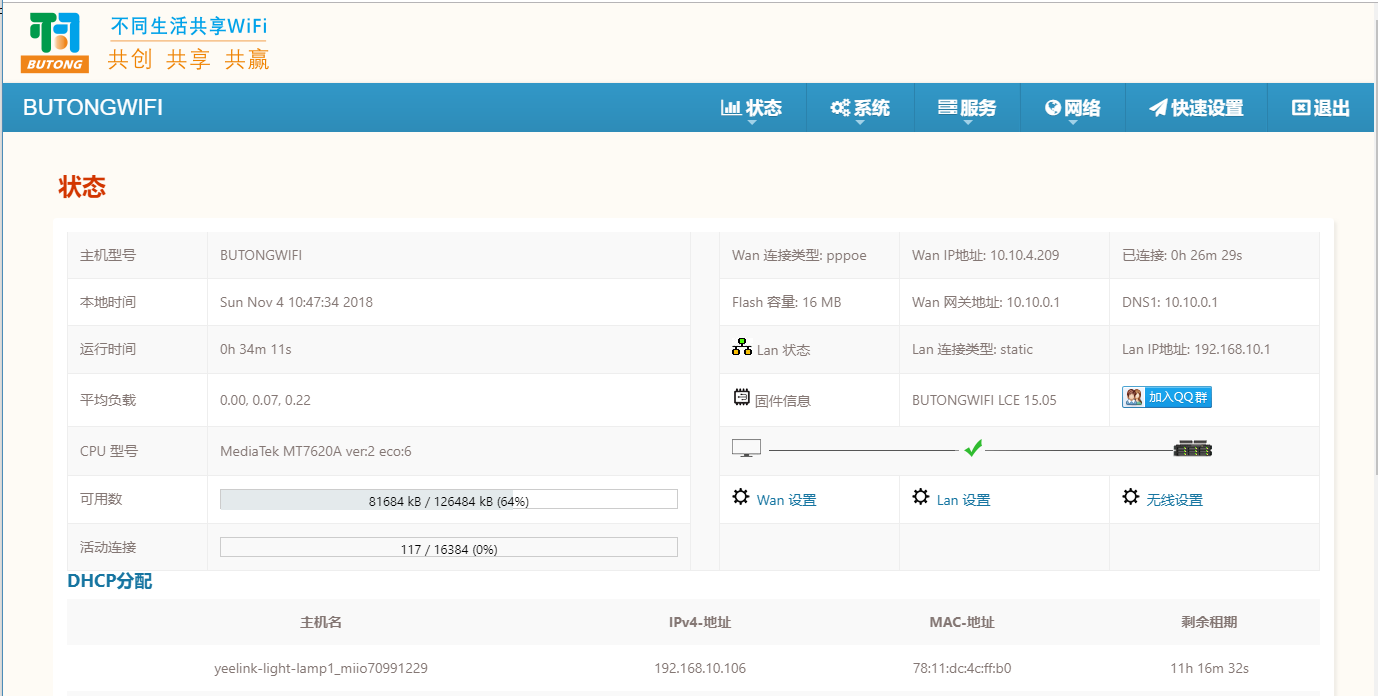 不同生活共享WiFi
BUTONG
共创 共享 共赢
BUTONGWIFI 状态 系统 服务 网络 快速设置 退出
状态
主机型号 BUTONGWIFI Wan 连接类型: pppoe Wan IP地址: 10.10.4.209 已连接: 0h 26m 29s
本地时间 Sun Nov 4 10:47:34 2018 Flash 容量: 16 MB Wan 网关地址: 10.10.0.1 DNS1: 10.10.0.1
运行时间 0h 34m 11s Lan 状态 Lan 连接类型: static Lan IP地址: 192.168.10.1
平均负载 0.00, 0.07, 0.22 固件信息 BUTONGWIFI LCE 15.05 加入QQ群
CPU 型号 MediaTek MT7620A ver:2 eco:6
可用数 81684 kB / 126484 kB (64%) Wan 设置 Lan 设置 无线设置
活动连接 117 / 16384 (0%)
DHCP分配
主机名 IPv4-地址 MAC-地址 剩余租期
yeelink-light-lamp1_miio70991229 192.168.10.106 78:11:dc:4c:ff:b0 11h 16m 32s